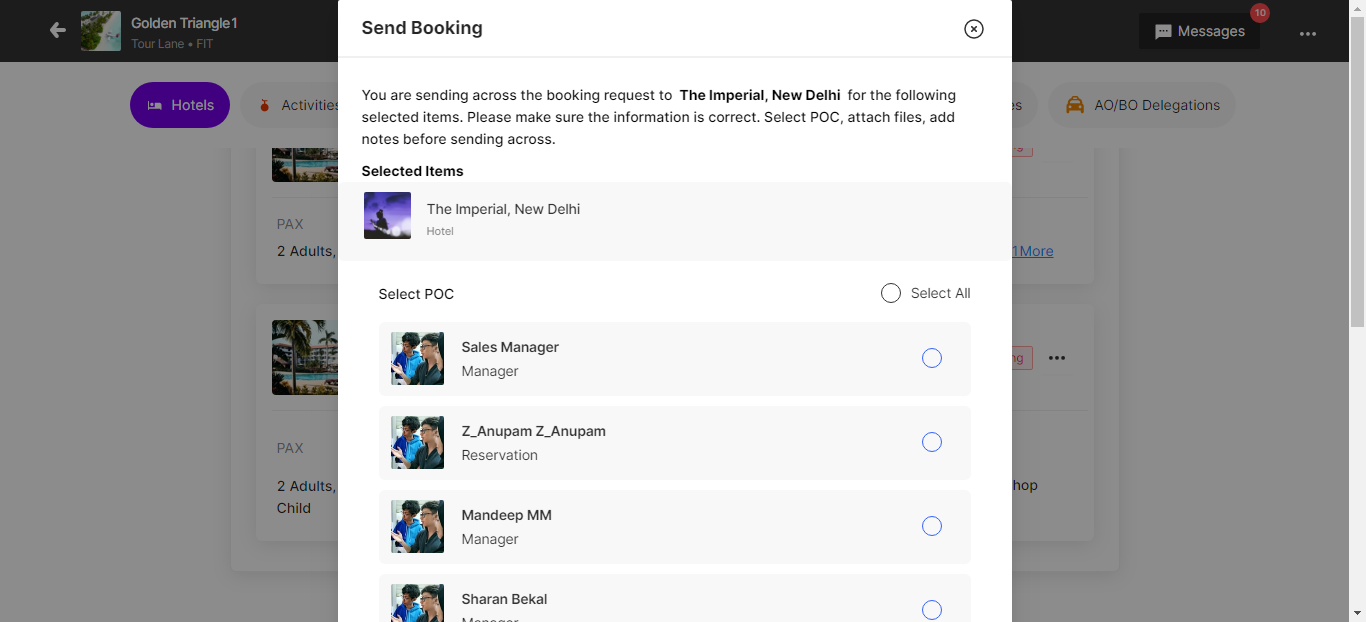 Golden Triangle1
Tour Lane • FIT
Send Booking
Messages
10
Hotels
Activities
AO/BO Delegations
You are sending across the booking request to The Imperial, New Delhi for the following
selected items. Please make sure the information is correct. Select POC, attach files, add
notes before sending across.
Selected Items
The Imperial, New Delhi
Hotel
PAX
2 Adults,
1More
Select POC
Select All
Sales Manager
Manager
Z_Anupam Z_Anupam
Reservation
PAX
2 Adults,
Child
hop
Mandeep MM
Manager
Sharan Bekal
Manager